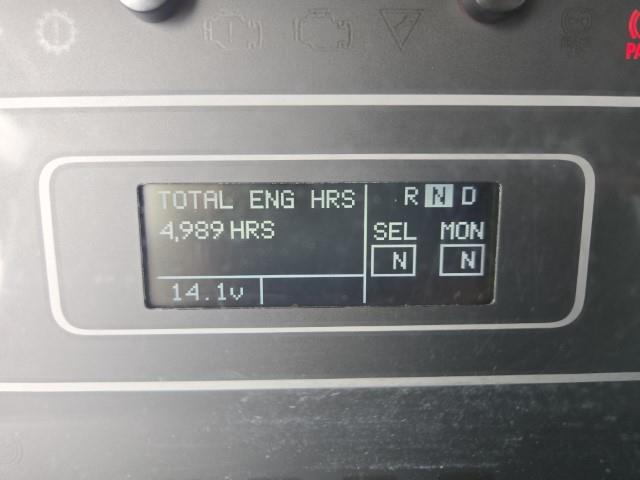 TOTAL ENG HRS
4,989 HRS
14.1v
R N D
SEL MON
N N